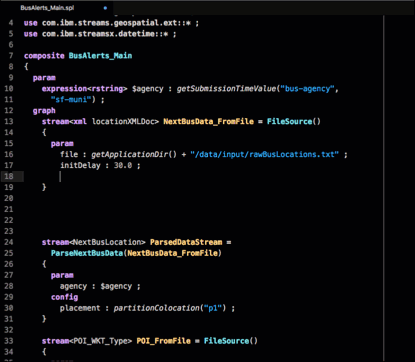 BusAlerts_Main.spl
4 use com.ibm.streams.geospatial.ext::* ;
5 use com.ibm.streamsx.datetime::* ;
6
7 composite BusAlerts_Main
8 {
9 param
10 expression<rstring> $agency : getSubmissionTimeValue("bus-agency",
11 "sf-muni") ;
12 graph
13 stream<xml locationXMLDoc> NextBusData_FromFile = FileSource()
14 {
15 param
16 file : getApplicationDir() + "/data/input/rawBusLocations.txt" ;
17 initDelay : 30.0 ;
18
19 }
20
21
22
23
24 stream<NextBusLocation> ParsedDataStream =
25 ParseNextBusData(NextBusData_FromFile)
26 {
27 param
28 agency : $agency ;
29 config
30 placement : partitionColocation("p1") ;
31 }
32
33 stream<POI_WKT_Type> POI_FromFile = FileSource()
34 {